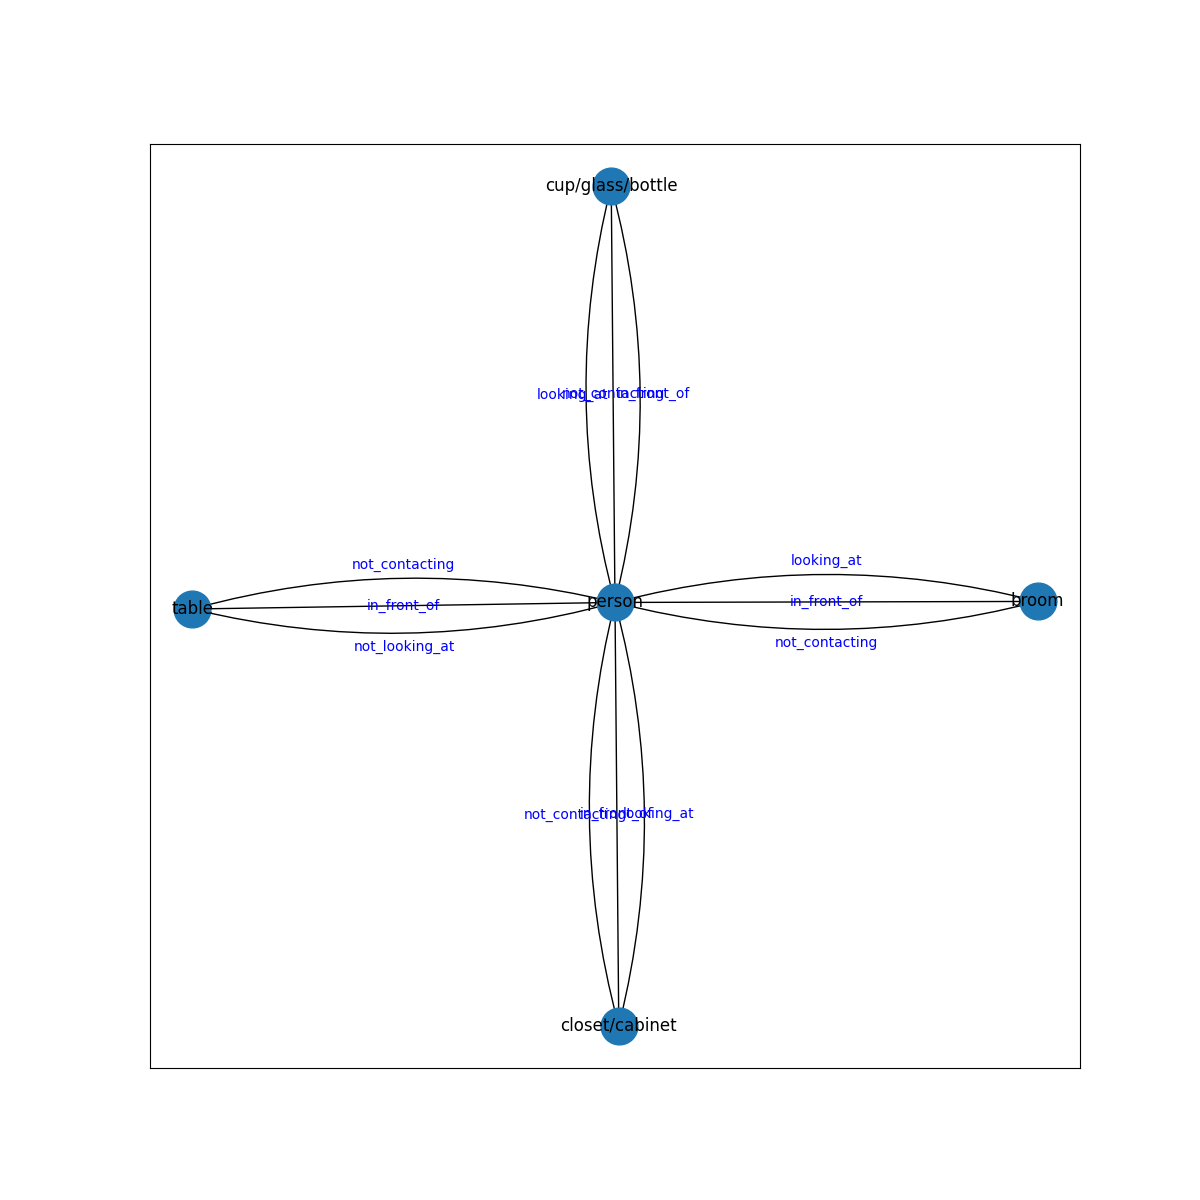 cup/glass/bottle
looking_at
not_contacting
in_front_of
not_contacting
looking_at
table
in_front_of
person
in_front_of
broom
not_looking_at
not_contacting
not_contacting
in_front_of
looking_at
closet/cabinet